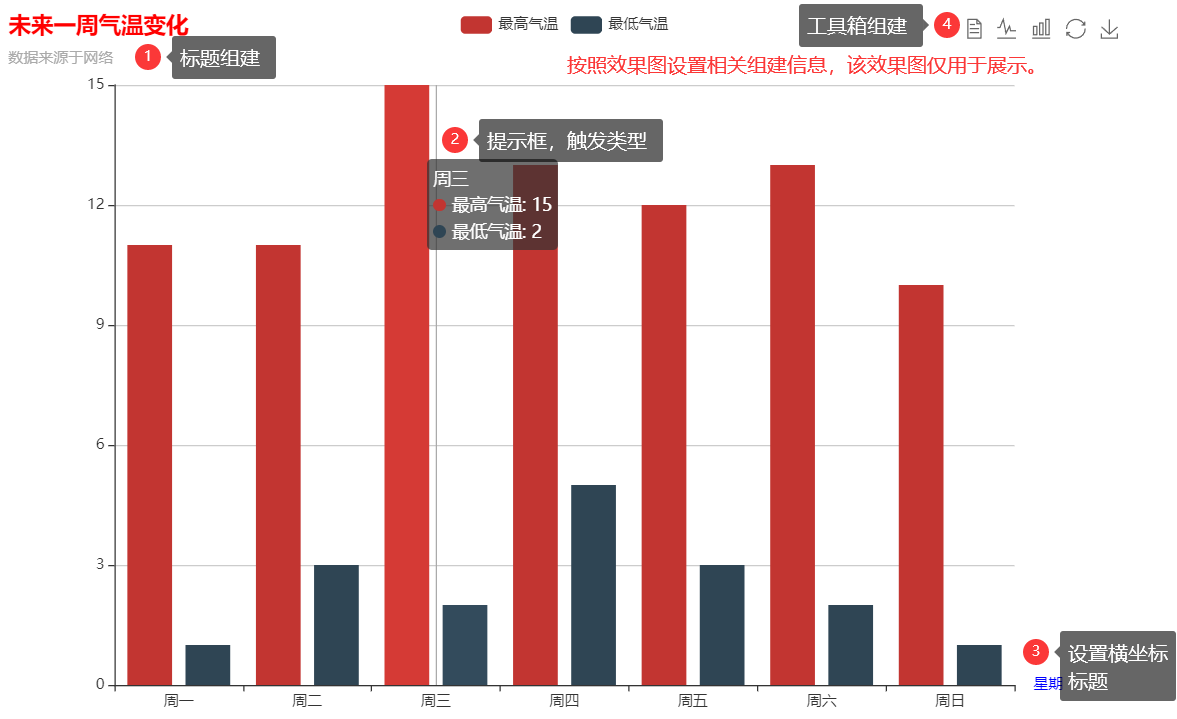 未来一周气温变化
最高气温
最低气温
工具箱组建
4
数据来源于网络
1
标题组建
按照效果图设置相关组建信息，该效果图仅用于展示。
15
2
提示框，触发类型
周三
最高气温: 15
最低气温: 2
12
9
6
3
0
周一
周二
周三
周四
周五
周六
周日
星期
3
设置横坐标
标题